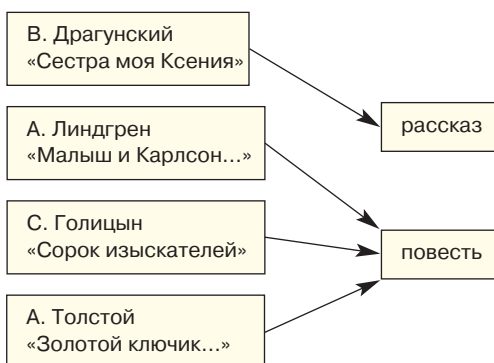 В. Драгунский
«Сестра моя Ксения»
А. Линдгрен
«Малыш и Карлсон...»
С. Голицын
«Сорок изыскателей»
А. Толстой
«Золотой ключик...»
рассказ
повесть